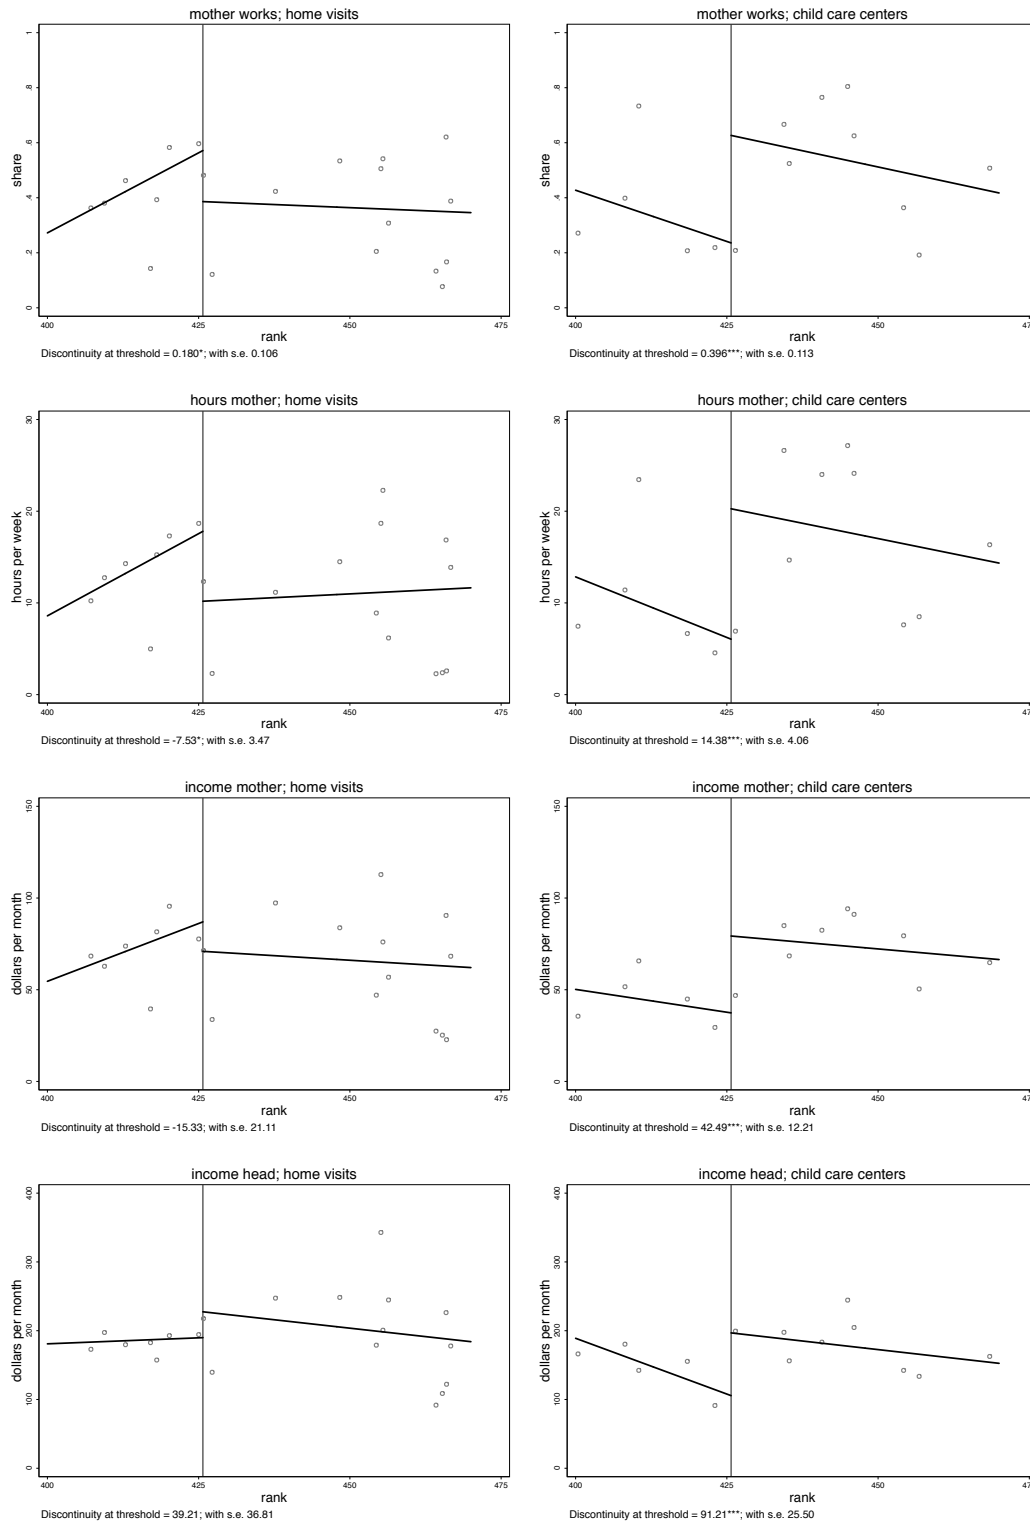 mother works; home visits
share
0 .2 .4 .6 .8 1
400 425 450 475
rank
Discontinuity at threshold = 0.180*; with s.e. 0.106
mother works; child care centers
share
0 .2 .4 .6 .8 1
400 425 450 47
rank
Discontinuity at threshold = 0.396***; with s.e. 0.113
hours mother; home visits
hours per week
0 10 20 30
400 425 450 475
rank
Discontinuity at threshold = -7.53*; with s.e. 3.47
hours mother; child care centers
hours per week
0 10 20 30
400 425 450 47
rank
Discontinuity at threshold = 14.38***; with s.e. 4.06
income mother; home visits
dollars per month
0 50 100 150
400 425 450 475
rank
Discontinuity at threshold = -15.33; with s.e. 21.11
income mother; child care centers
dollars per month
0 50 100 150
400 425 450 47
rank
Discontinuity at threshold = 42.49***; with s.e. 12.21
income head; home visits
dollars per month
0 100 200 300 400
400 425 450 475
rank
Discontinuity at threshold = 39.21; with s.e. 36.81
income head; child care centers
dollars per month
0 100 200 300 400
400 425 450 47
rank
Discontinuity at threshold = 91.21***; with s.e. 25.50